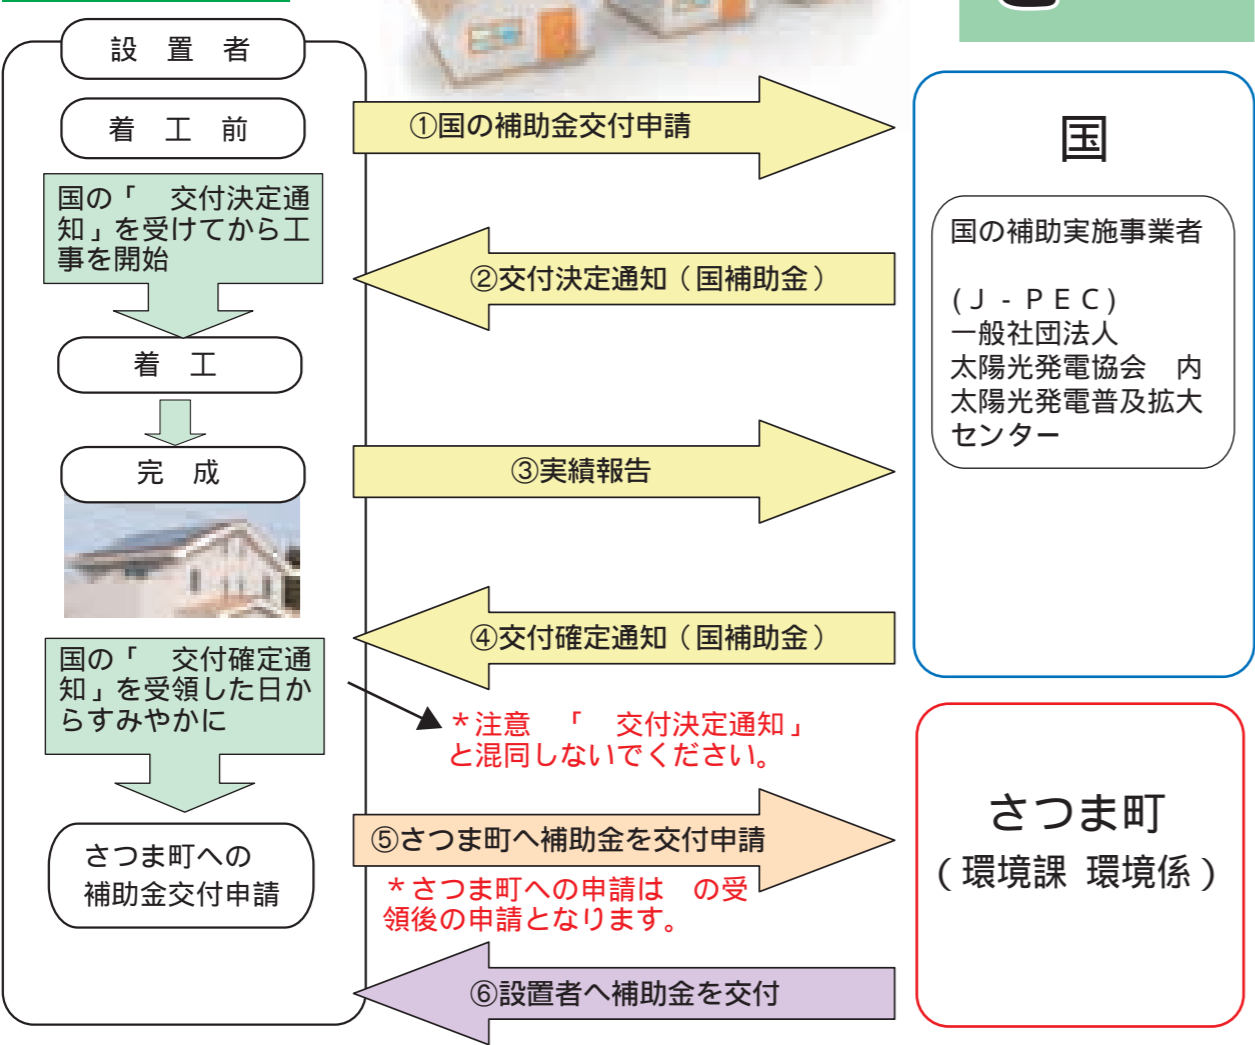 設 置 者
着 工 前
国の「　交付決定通
知」を受けてから工
事を開始
着 工
完 成
国の「　交付確定通
知」を受領した日か
らすみやかに
さつま町への
補助金交付申請
①国の補助金交付申請
②交付決定通知（国補助金）
③実績報告
④交付確定通知（国補助金）
＊注意　「　交付決定通知」
と混同しないでください。
⑤さつま町へ補助金を交付申請
＊さつま町への申請は　の受
領後の申請となります。
⑥設置者へ補助金を交付
国
国の補助実施事業者
(Ｊ-ＰＥＣ)
一般社団法人
太陽光発電協会　内
太陽光発電普及拡大
センター
さつま町
(環境課 環境係)